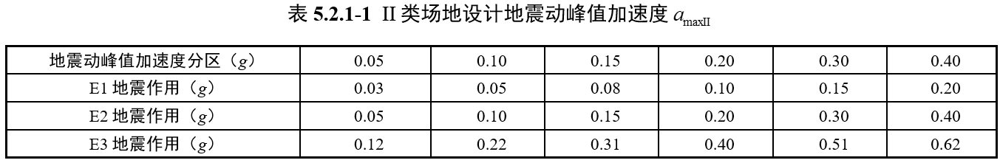 表 5.2.1-1 II 类场地设计地震动峰值加速度 amaxII
地震动峰值加速度分区（g） 0.05 0.10 0.15 0.20 0.30 0.40
E1 地震作用（g） 0.03 0.05 0.08 0.10 0.15 0.20
E2 地震作用（g） 0.05 0.10 0.15 0.20 0.30 0.40
E3 地震作用（g） 0.12 0.22 0.31 0.40 0.51 0.62